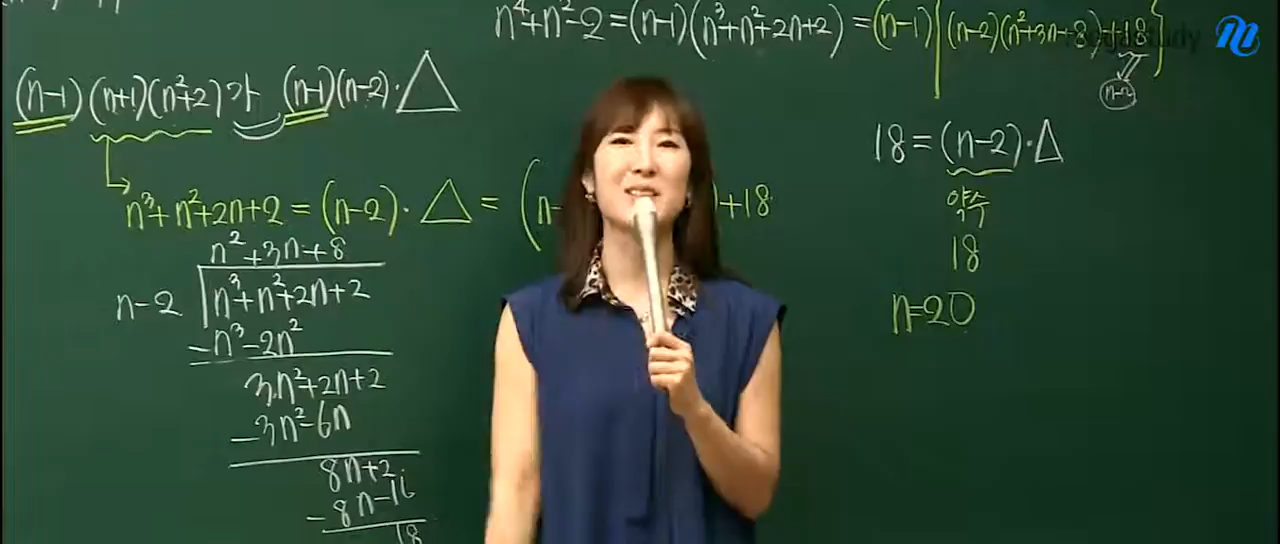 n⁴+n²-2=(n-1)(n³+n²+2n+2)=(n-1){(n-2)(n²+3n+8)+18}
(n-1)(n+1)(n²+2)가 (n-1)(n-2)·△
18=(n-2)·△
약수
18
n=20
n³+n²+2n+2=(n-2)·△=(n- )+18
n²+3n+8
n-2 n³+n²+2n+2
-n³-2n²
3n²+2n+2
-3n²-6n
8n+2
-8n-16
18